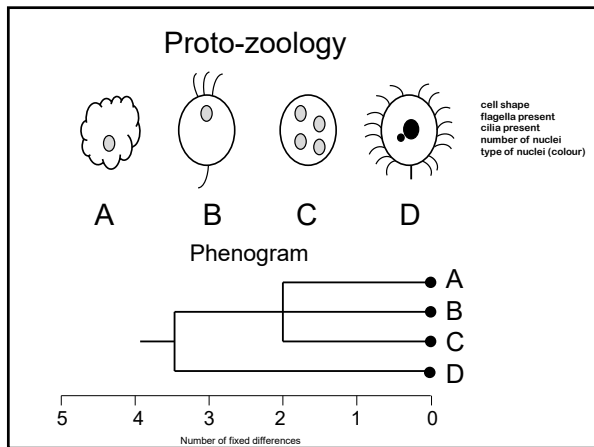 Proto-zoology
cell shape
flagella present
cilia present
number of nuclei
type of nuclei (colour)
A B C D
Phenogram
A
B
C
D
5 4 3 2 1 0
Number of fixed differences